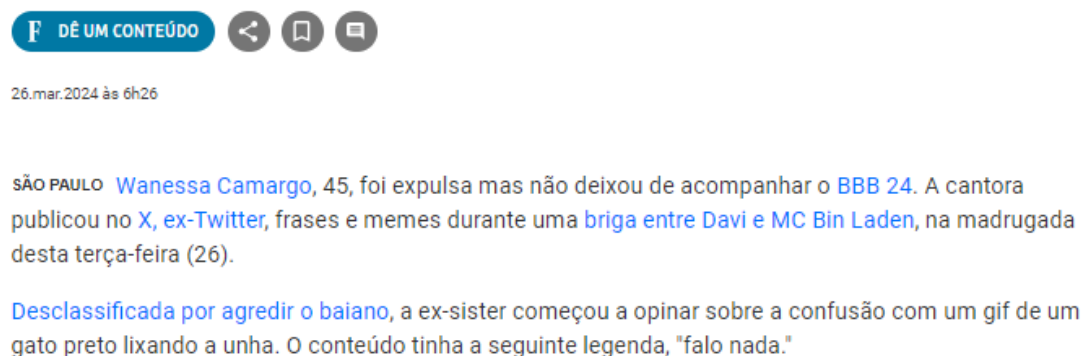 F DÊ UM CONTEÚDO
26.mar.2024 às 6h26
SÃO PAULO Wanessa Camargo, 45, foi expulsa mas não deixou de acompanhar o BBB 24. A cantora
publicou no X, ex-Twitter, frases e memes durante uma briga entre Davi e MC Bin Laden, na madrugada
desta terça-feira (26).
Desclassificada por agredir o baiano, a ex-sister começou a opinar sobre a confusão com um gif de um
gato preto lixando a unha. O conteúdo tinha a seguinte legenda, "falo nada."